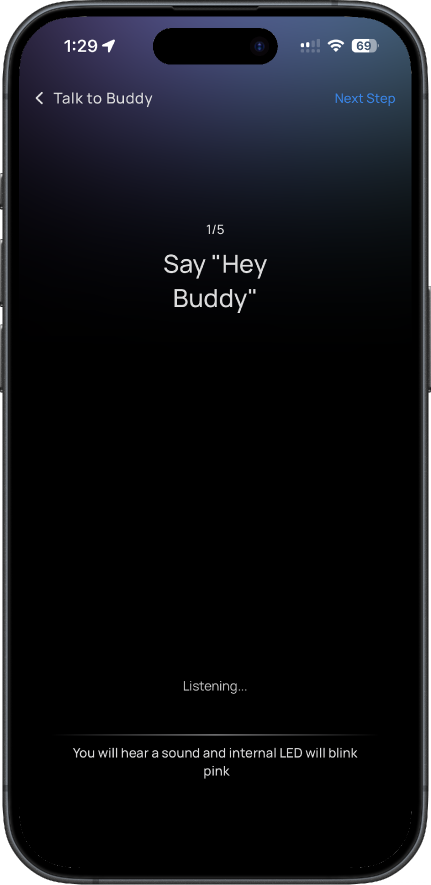 1:29
69
Talk to Buddy
Next Step
1/5
Say "Hey
Buddy"
Listening...
You will hear a sound and internal LED will blink
pink